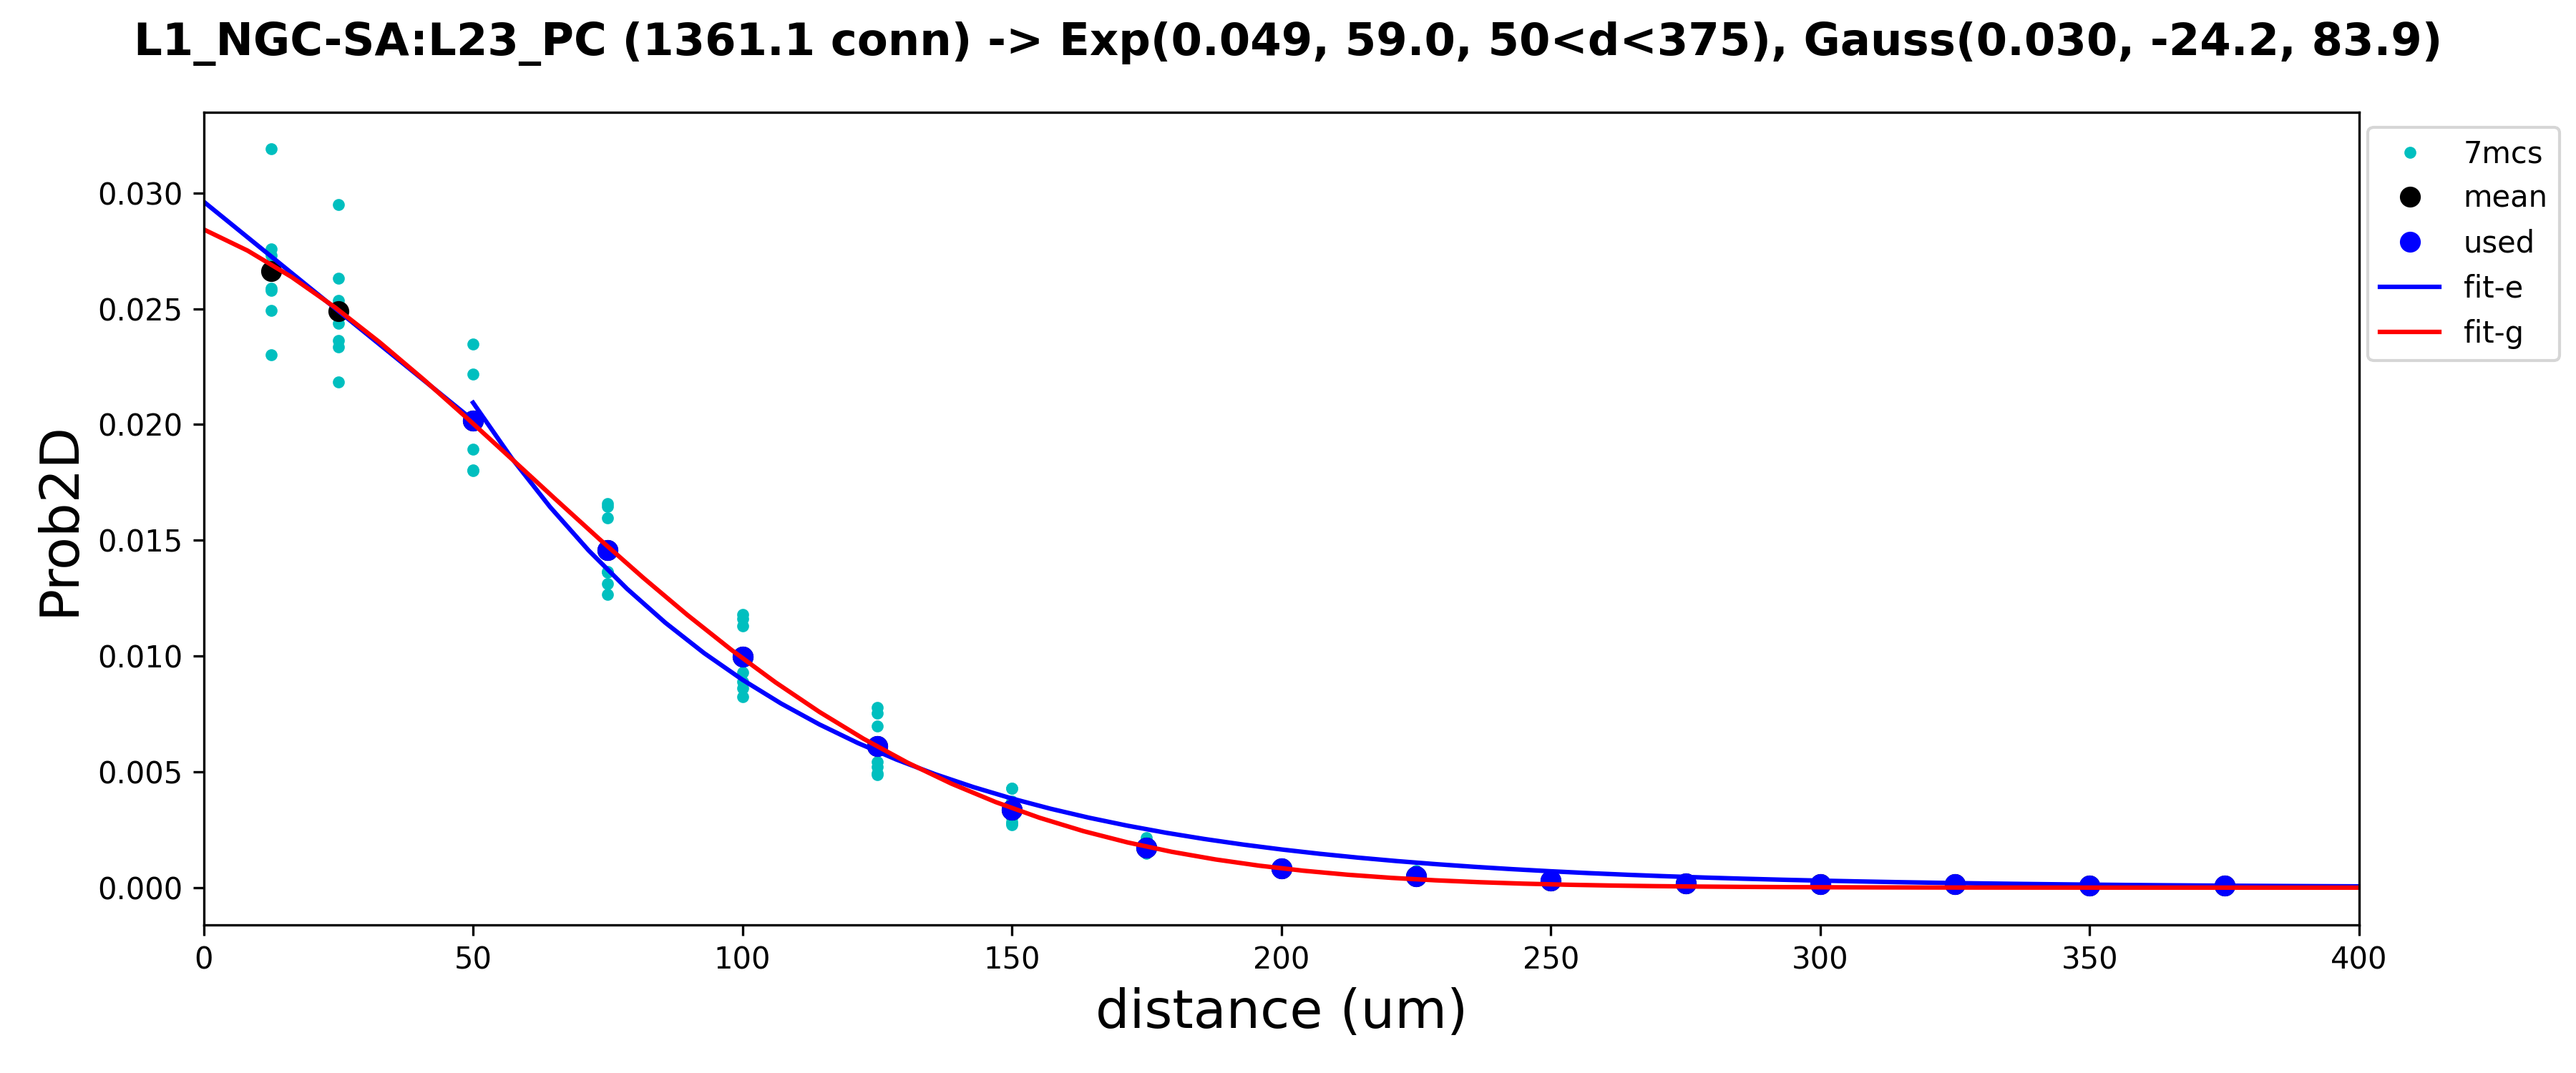 L1_NGC-SA:L23_PC (1361.1 conn) -> Exp(0.049, 59.0, 50<d<375), Gauss(0.030, -24.2, 83.9)
7mcs
mean
used
fit-e
fit-g
Prob2D
0.030
0.025
0.020
0.015
0.010
0.005
0.000
0 50 100 150 200 250 300 350 400
distance (um)